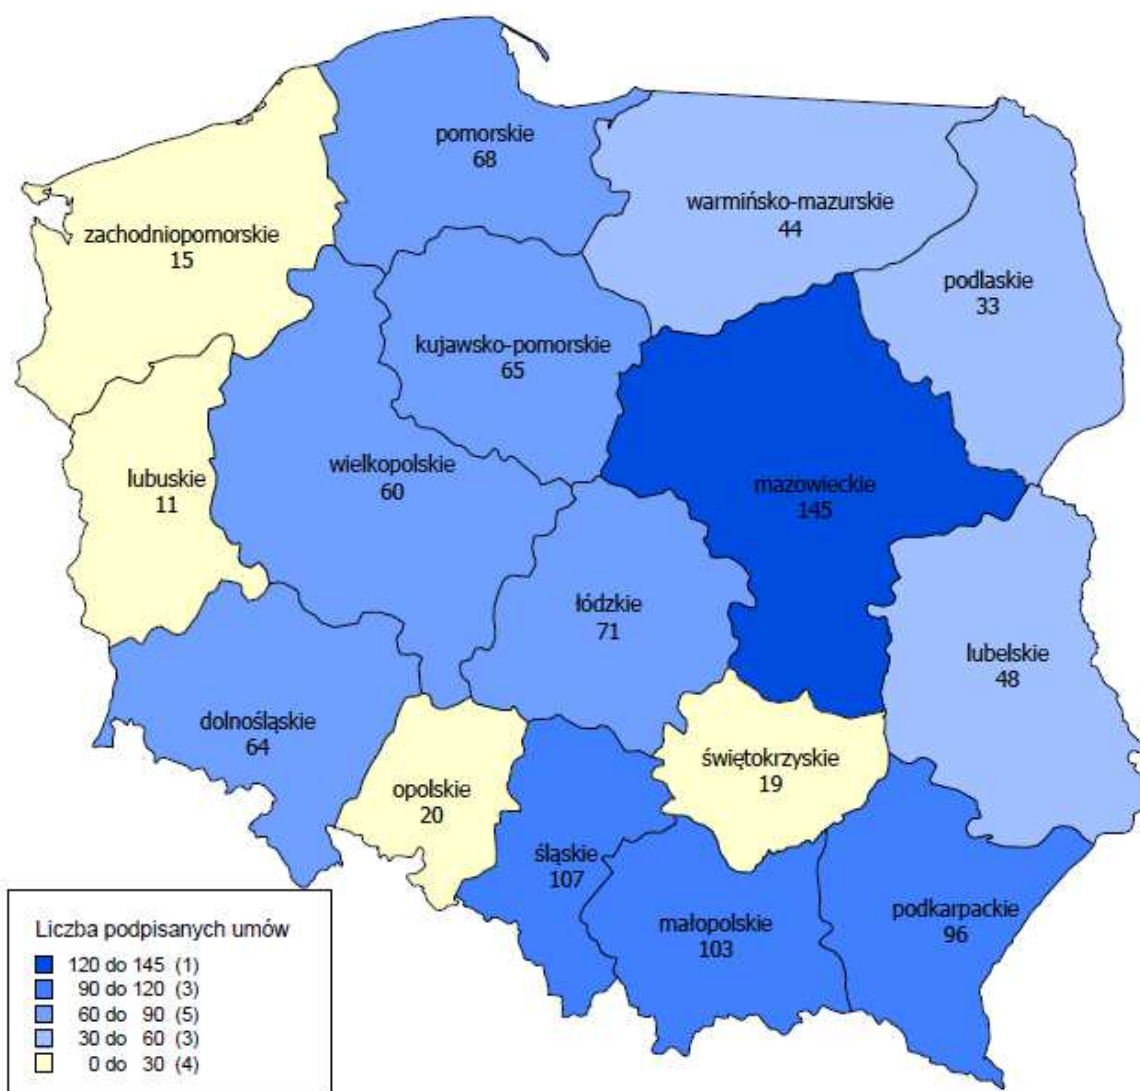 pomorskie
68
warmińsko-mazurskie
44
zachodniopomorskie
15
podlaskie
33
kujawsko-pomorskie
65
wielkopolskie
60
lubuskie
11
mazowieckie
145
łódzkie
71
lubelskie
48
dolnośląskie
64
świętokrzyskie
19
opolskie
20
śląskie
107
małopolskie
103
podkarpackie
96
Liczba podpisanych umów
120 do 145 (1)
90 do 120 (3)
60 do 90 (5)
30 do 60 (3)
0 do 30 (4)